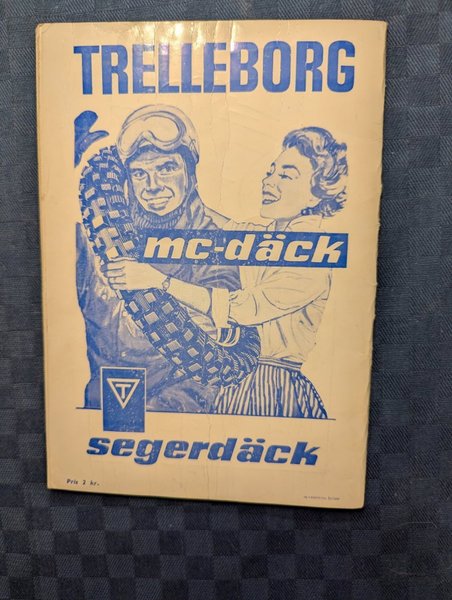 TRELLEBORG
mc-däck
T
segerdäck
Pris 2 kr.